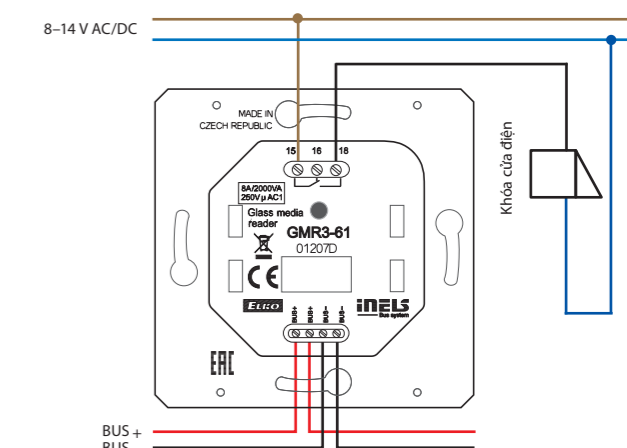 8–14 V AC/DC
MADE IN
CZECH REPUBLIC
15 16 18
8A/2000VA
250V µ AC1
Glass media
reader
GMR3-61
01207D
CE
ELKO
iNELS
Bus system
BUS+ BUS+ BUS− BUS−
EAC
Khóa cửa điện
BUS +
BUS